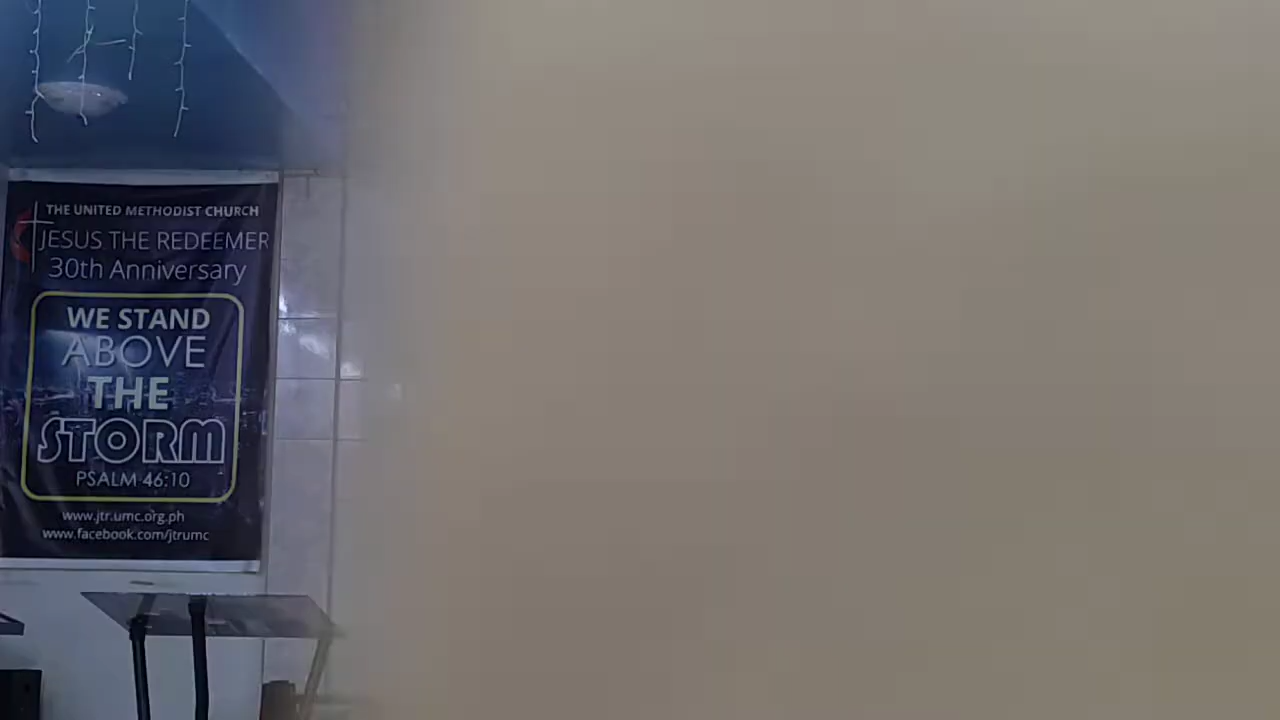 THE UNITED METHODIST CHURCH
JESUS THE REDEEMER
30th Anniversary
WE STAND
ABOVE
THE
STORM
PSALM 46:10
www.jtr.umc.org.ph
www.facebook.com/jtrumc